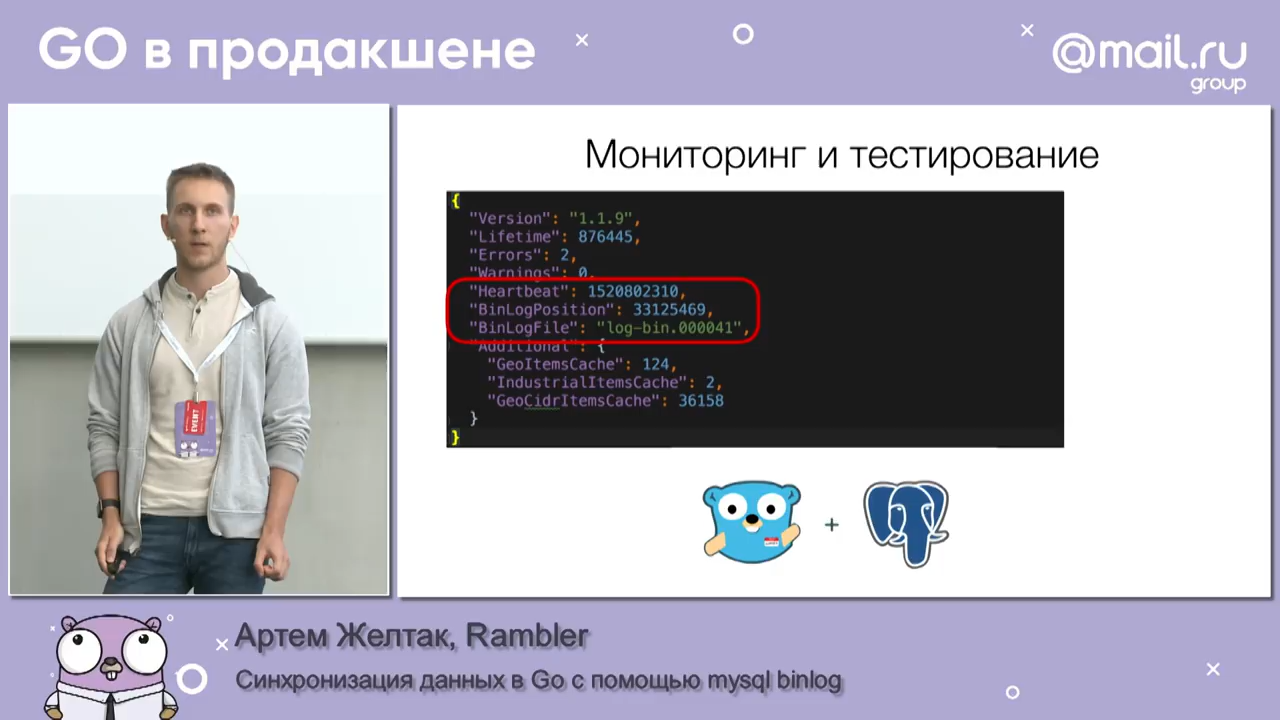 GO в продакшене
@mail.ru
group
Мониторинг и тестирование
{
"Version": "1.1.9",
"Lifetime": 876445,
"Errors": 2,
"Warnings": 0,
"Heartbeat": 1520802310,
"BinLogPosition": 33125469,
"BinLogFile": "log-bin.000041",
"Additional": {
"GeoItemsCache": 124,
"IndustrialItemsCache": 2,
"GeoCidrItemsCache": 36158
}
}
+
EVENT
Артем Желтак, Rambler
Синхронизация данных в Go с помощью mysql binlog